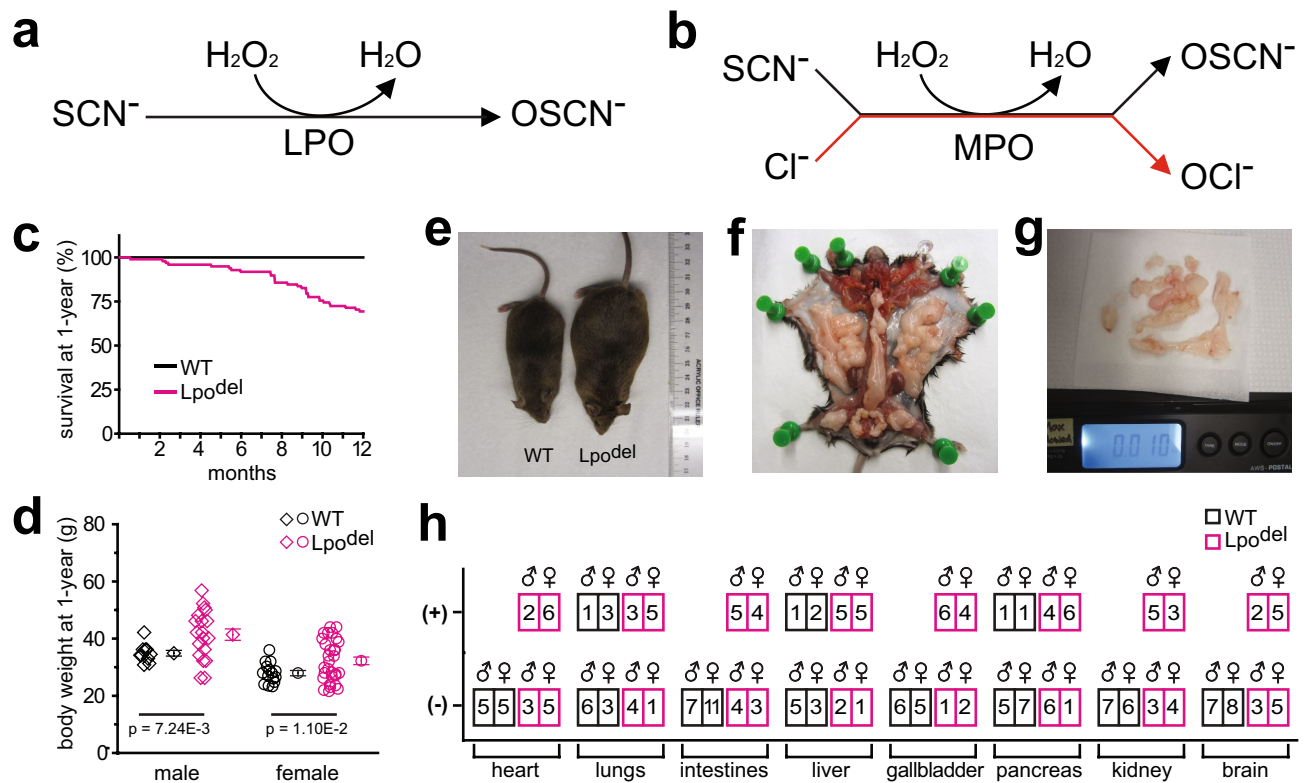 a
H₂O₂ H₂O
SCN⁻ OSCN⁻
LPO
b
SCN⁻ H₂O₂ H₂O OSCN⁻
Cl⁻ MPO OCl⁻
c
survival at 1-year (%)
100
75
50
25
0
WT
Lpodel
2 4 6 8 10 12
months
e
WT Lpodel
f
g
0.010
AWS-POSTAL
d
body weight at 1-year (g)
80
60
40
20
0
WT
Lpodel
p = 7.24E-3 p = 1.10E-2
male female
h
WT
Lpodel
♂♀ ♂♀ ♂♀ ♂♀ ♂♀ ♂♀ ♂♀ ♂♀ ♂♀ ♂♀ ♂♀
(+) 2 6 1 3 3 5 5 4 1 2 5 5 6 4 1 1 4 6 5 3 2 5
♂♀ ♂♀ ♂♀ ♂♀ ♂♀ ♂♀ ♂♀ ♂♀ ♂♀ ♂♀ ♂♀ ♂♀ ♂♀ ♂♀ ♂♀ ♂♀
(-) 5 5 3 5 6 3 4 1 7 11 4 3 5 3 2 1 6 5 1 2 5 7 6 1 7 6 3 4 7 8 3 5
heart lungs intestines liver gallbladder pancreas kidney brain